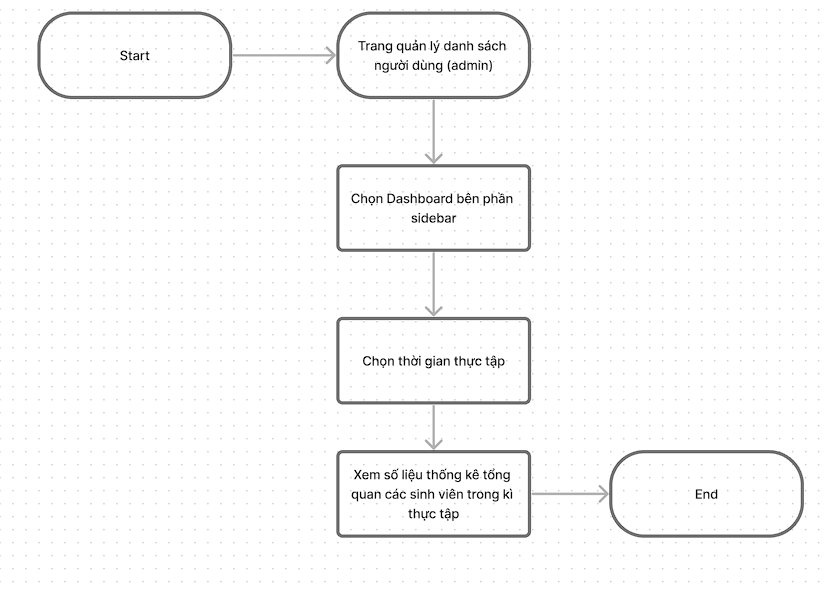 Start
Trang quản lý danh sách
người dùng (admin)
Chọn Dashboard bên phần
sidebar
Chọn thời gian thực tập
Xem số liệu thống kê tổng
quan các sinh viên trong kì
thực tập
End